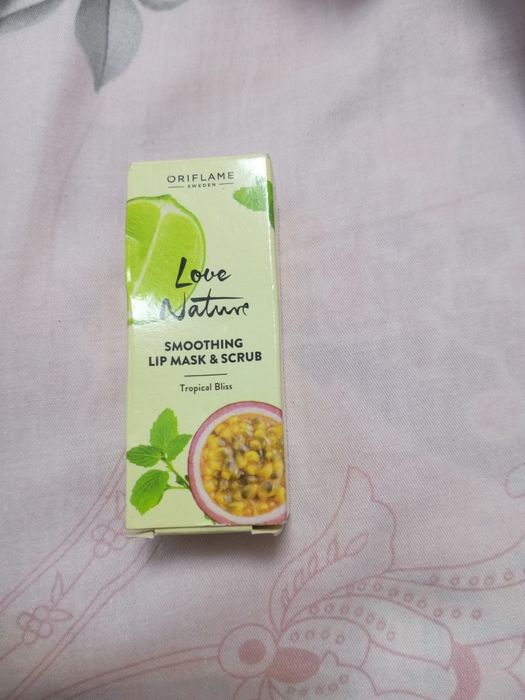 ORIFLAME
SWEDEN
Love
Nature
SMOOTHING
LIP MASK & SCRUB
Tropical Bliss